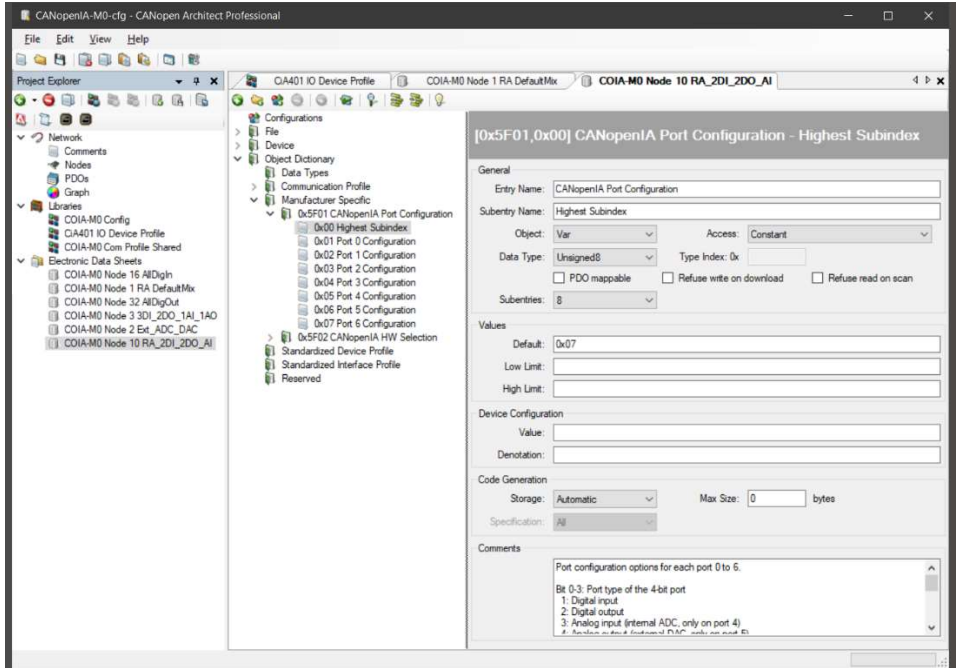 CANopenIA-M0-cfg - CANopen Architect Professional
File Edit View Help
Project Explorer
Network
Comments
Nodes
PDOs
Graph
Libraries
COIA-M0 Config
CiA401 IO Device Profile
COIA-M0 Com Profile Shared
Electronic Data Sheets
COIA-M0 Node 16 AllDigIn
COIA-M0 Node 1 RA DefaultMix
COIA-M0 Node 32 AllDigOut
COIA-M0 Node 3 3DI_2DO_1AI_1AO
COIA-M0 Node 2 Ext_ADC_DAC
COIA-M0 Node 10 RA_2DI_2DO_AI
CiA401 IO Device Profile
COIA-M0 Node 1 RA DefaultMix
COIA-M0 Node 10 RA_2DI_2DO_AI
Configurations
File
Device
Object Dictionary
Data Types
Communication Profile
Manufacturer Specific
0x5F01 CANopenIA Port Configuration
0x00 Highest Subindex
0x01 Port 0 Configuration
0x02 Port 1 Configuration
0x03 Port 2 Configuration
0x04 Port 3 Configuration
0x05 Port 4 Configuration
0x06 Port 5 Configuration
0x07 Port 6 Configuration
0x5F02 CANopenIA HW Selection
Standardized Device Profile
Standardized Interface Profile
Reserved
[0x5F01,0x00] CANopenIA Port Configuration - Highest Subindex
General
Entry Name: CANopenIA Port Configuration
Subentry Name: Highest Subindex
Object: Var Access: Constant
Data Type: Unsigned8 Type Index: 0x
PDO mappable Refuse write on download Refuse read on scan
Subentries: 8
Values
Default: 0x07
Low Limit:
High Limit:
Device Configuration
Value:
Denotation:
Code Generation
Storage: Automatic Max Size: 0 bytes
Specification: All
Comments
Port configuration options for each port 0 to 6.
Bit 0-3: Port type of the 4-bit port
1: Digital input
2: Digital output
3: Analog input (internal ADC, only on port 4)
4: Analog output (external DAC, only on port 5)